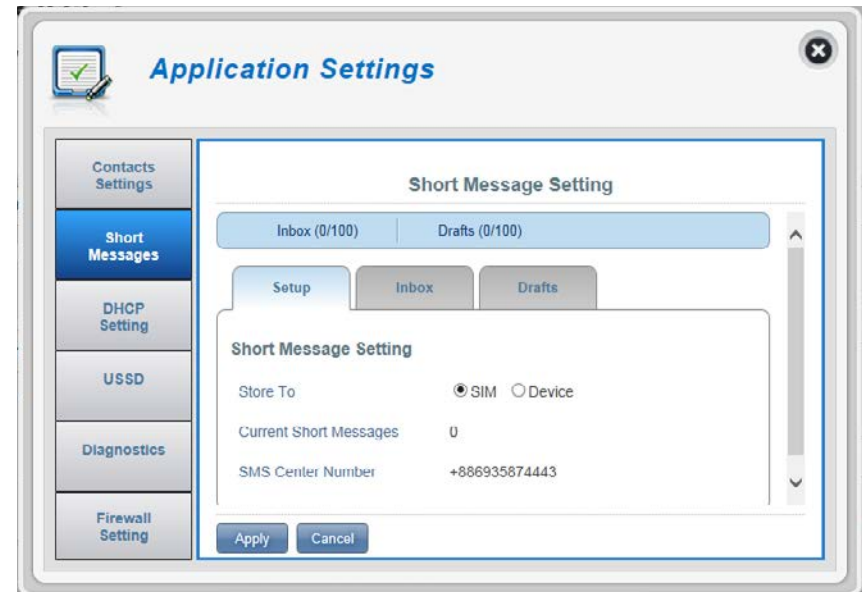 Application Settings
Contacts
Settings
Short
Messages
DHCP
Setting
USSD
Diagnostics
Firewall
Setting
Short Message Setting
Inbox (0/100) Drafts (0/100)
Setup Inbox Drafts
Short Message Setting
Store To SIM Device
Current Short Messages 0
SMS Center Number +886935874443
Apply Cancel